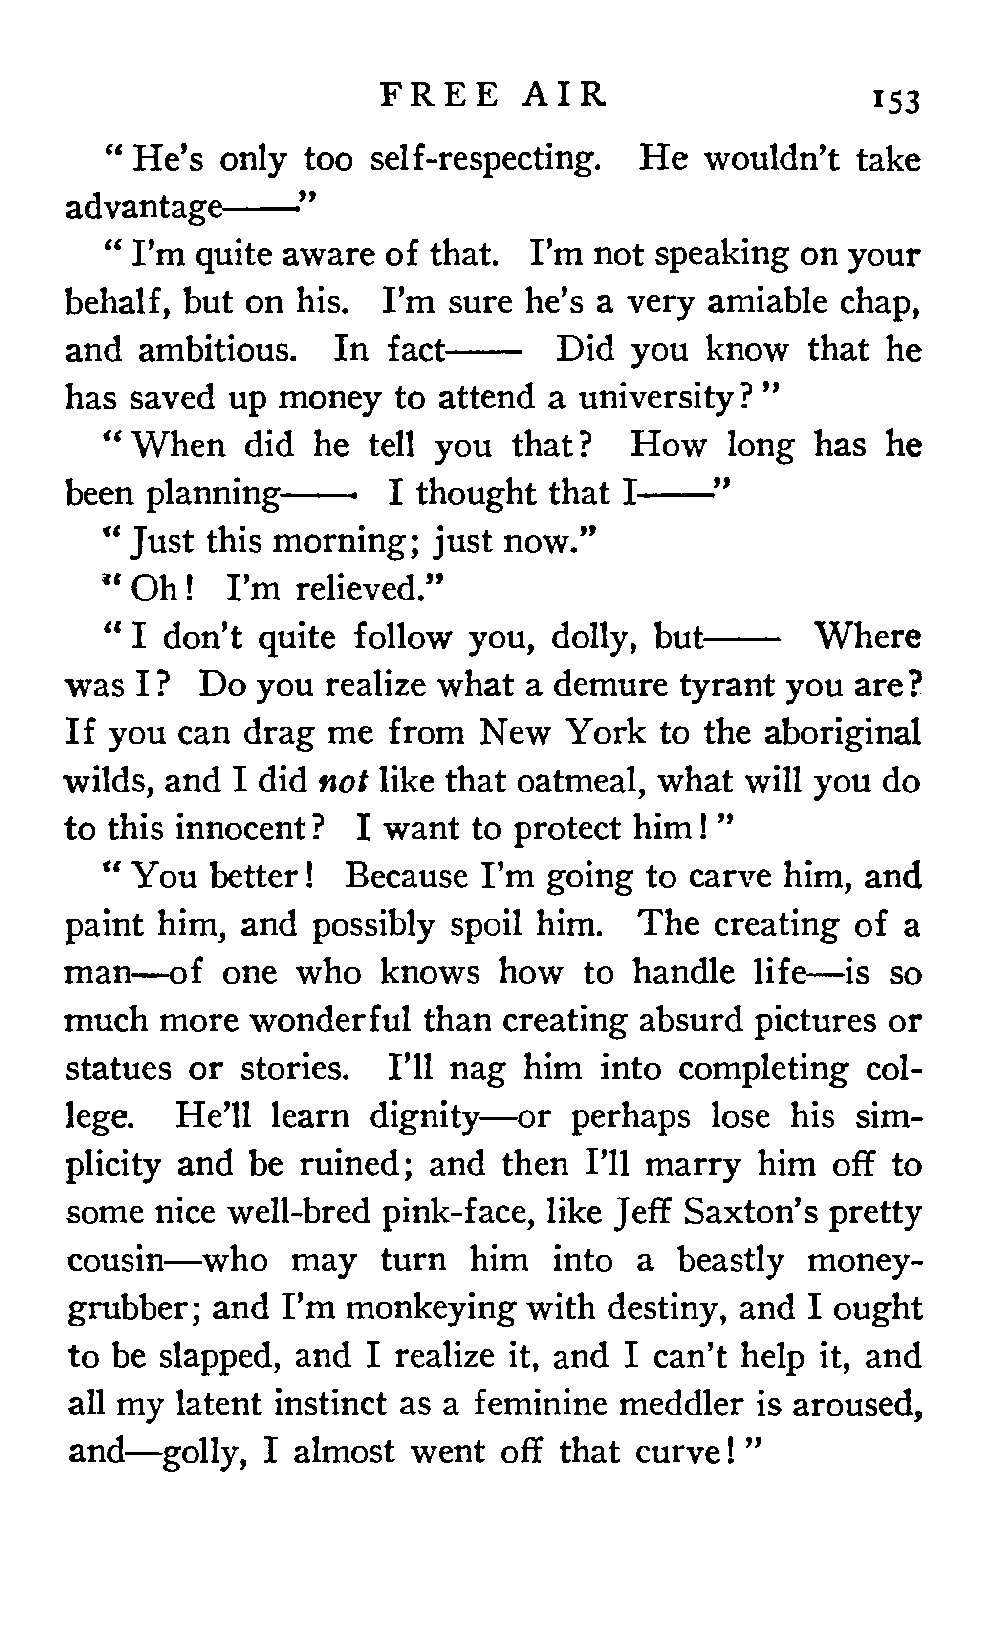 FREE AIR 153
“ He’s only too self-respecting. He wouldn’t take
advantage——”
“ I’m quite aware of that. I’m not speaking on your
behalf, but on his. I’m sure he’s a very amiable chap,
and ambitious. In fact—— Did you know that he
has saved up money to attend a university? ”
“ When did he tell you that? How long has he
been planning——. I thought that I——”
“ Just this morning; just now.”
“ Oh! I’m relieved.”
“ I don’t quite follow you, dolly, but—— Where
was I? Do you realize what a demure tyrant you are?
If you can drag me from New York to the aboriginal
wilds, and I did not like that oatmeal, what will you do
to this innocent? I want to protect him! ”
“ You better! Because I’m going to carve him, and
paint him, and possibly spoil him. The creating of a
man—of one who knows how to handle life—is so
much more wonderful than creating absurd pictures or
statues or stories. I’ll nag him into completing col-
lege. He’ll learn dignity—or perhaps lose his sim-
plicity and be ruined; and then I’ll marry him off to
some nice well-bred pink-face, like Jeff Saxton’s pretty
cousin—who may turn him into a beastly money-
grubber; and I’m monkeying with destiny, and I ought
to be slapped, and I realize it, and I can’t help it, and
all my latent instinct as a feminine meddler is aroused,
and—golly, I almost went off that curve! ”